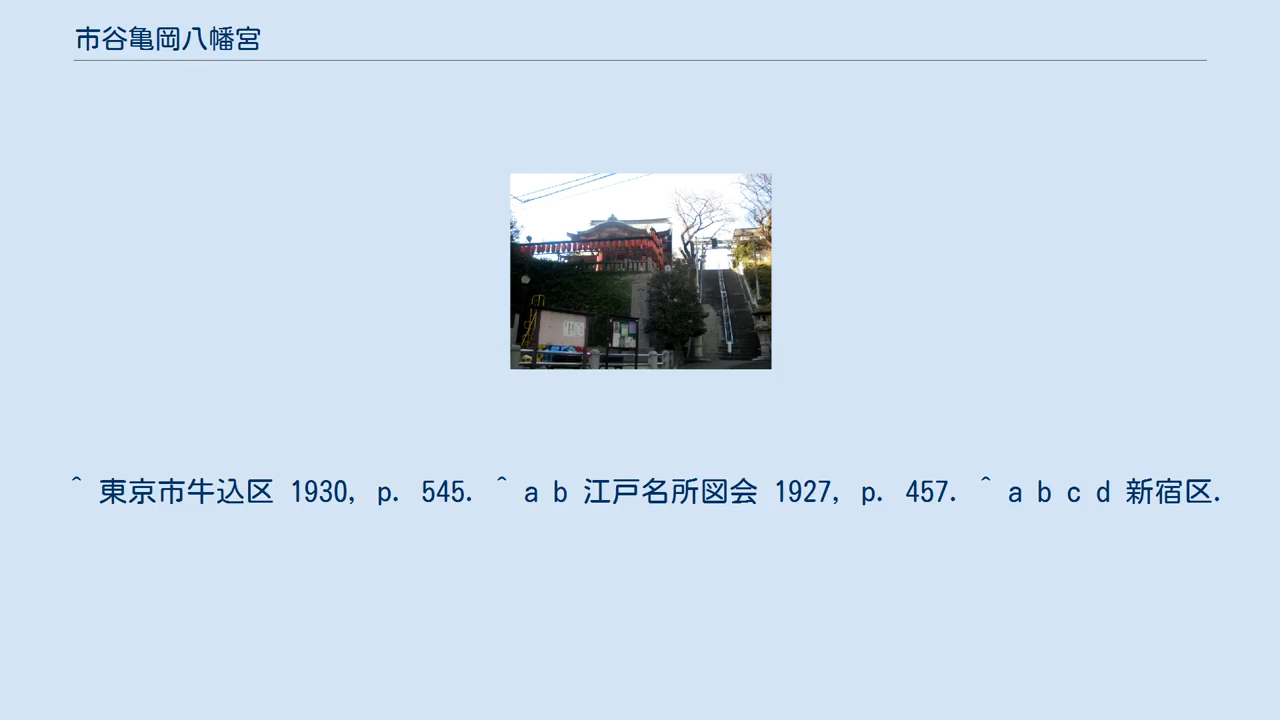 市谷亀岡八幡宮
^ 東京市牛込区 1930, p. 545. ^ a b 江戸名所図会 1927, p. 457. ^ a b c d 新宿区.